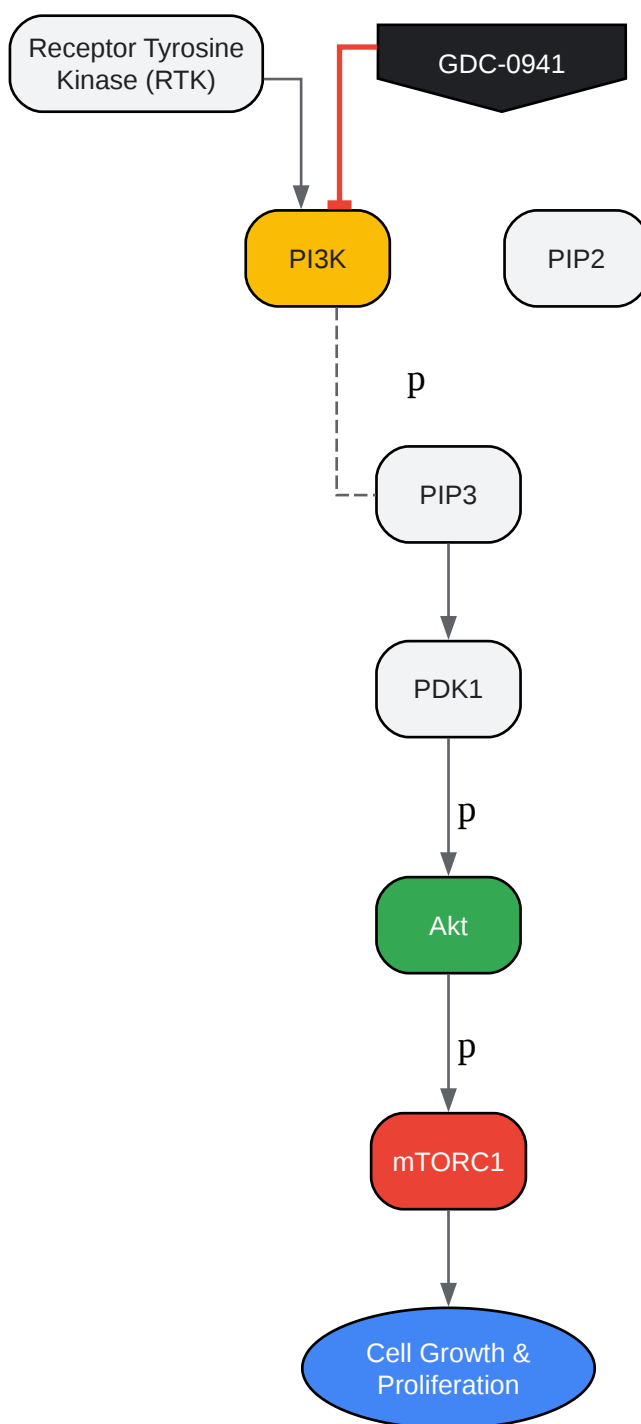 Receptor Tyrosine
Kinase (RTK)
GDC-0941
PI3K
PIP2
p
PIP3
PDK1
p
Akt
p
mTORC1
Cell Growth &
Proliferation